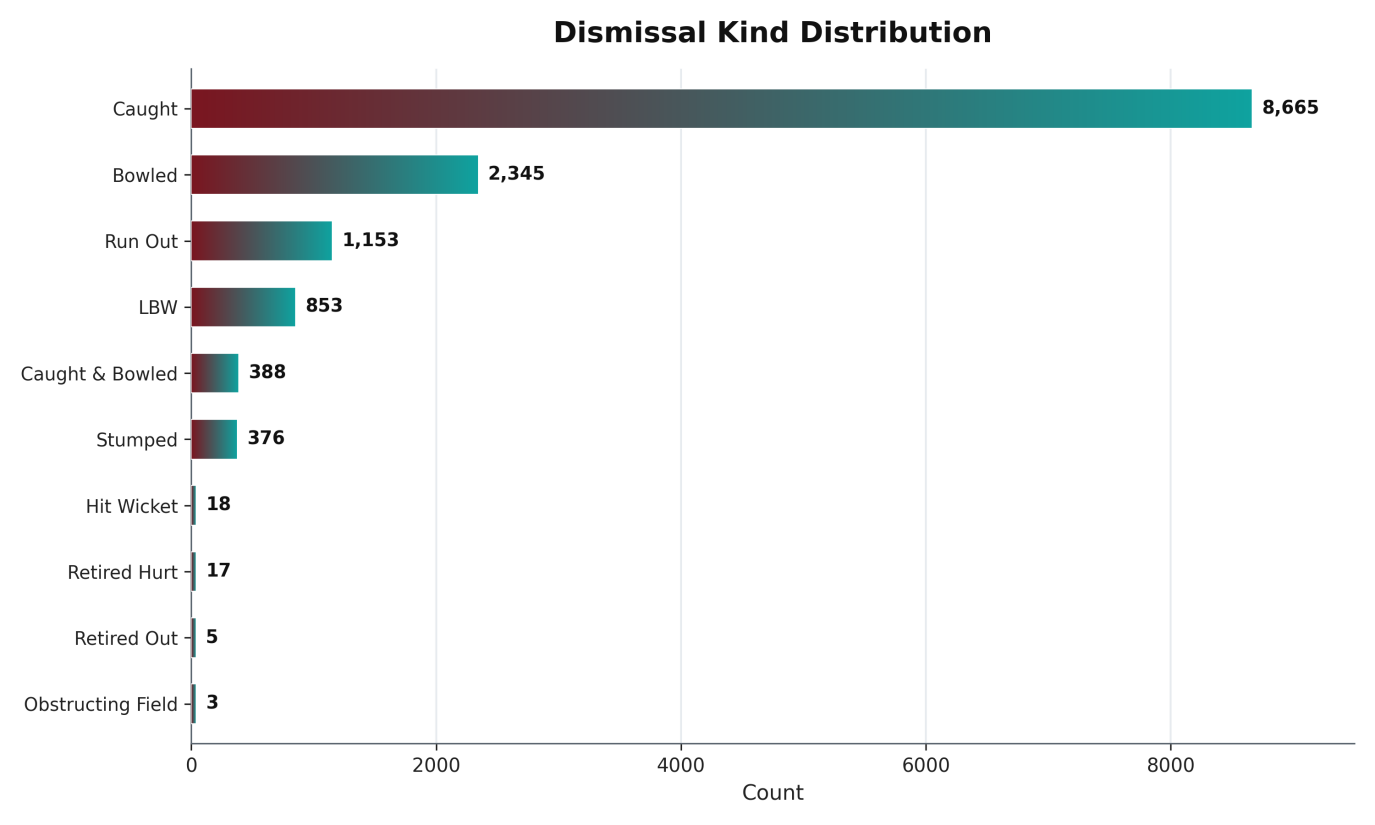 Dismissal Kind Distribution
Caught 8,665
Bowled 2,345
Run Out 1,153
LBW 853
Caught & Bowled 388
Stumped 376
Hit Wicket 18
Retired Hurt 17
Retired Out 5
Obstructing Field 3
0 2000 4000 6000 8000
Count